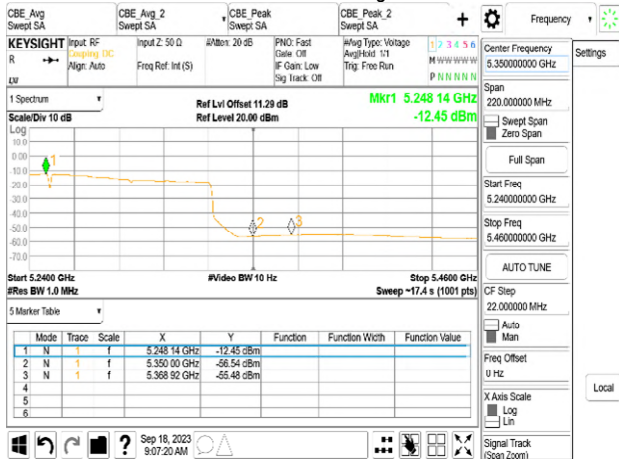 CBE_Avg
Swept SA
CBE_Avg_2
Swept SA
CBE_Peak
Swept SA
CBE_Peak_2
Swept SA
+
Frequency
KEYSIGHT
R
Input: RF
Coupling: DC
Align: Auto
Input Z: 50 Ω
Freq Ref: Int (S)
#Atten: 20 dB
PNO: Fast
Gate: Off
IF Gain: Low
Sig Track: Off
#Avg Type: Voltage
Avg|Hold: 1/1
Trig: Free Run
1 2 3 4 5 6
M W W W W W
P N N N N N
1 Spectrum
Scale/Div 10 dB
Ref Lvl Offset 11.29 dB
Ref Level 20.00 dBm
Mkr1 5.248 14 GHz
-12.45 dBm
Log
10.0
0.00
-10.0
-20.0
-30.0
-40.0
-50.0
-60.0
-70.0
1
2
3
Start 5.2400 GHz
#Res BW 1.0 MHz
#Video BW 10 Hz
Stop 5.4600 GHz
Sweep ~17.4 s (1001 pts)
5 Marker Table
Mode Trace Scale X Y Function Function Width Function Value
1 N 1 f 5.248 14 GHz -12.45 dBm
2 N 1 f 5.350 00 GHz -56.54 dBm
3 N 1 f 5.368 92 GHz -55.48 dBm
4
5
6
Sep 18, 2023
9:07:20 AM
?
Center Frequency
5.350000000 GHz
Settings
Span
220.000000 MHz
Swept Span
Zero Span
Full Span
Start Freq
5.240000000 GHz
Stop Freq
5.460000000 GHz
AUTO TUNE
CF Step
22.000000 MHz
Auto
Man
Freq Offset
0 Hz
X Axis Scale
Log
Lin
Signal Track
(Span Zoom)
Local